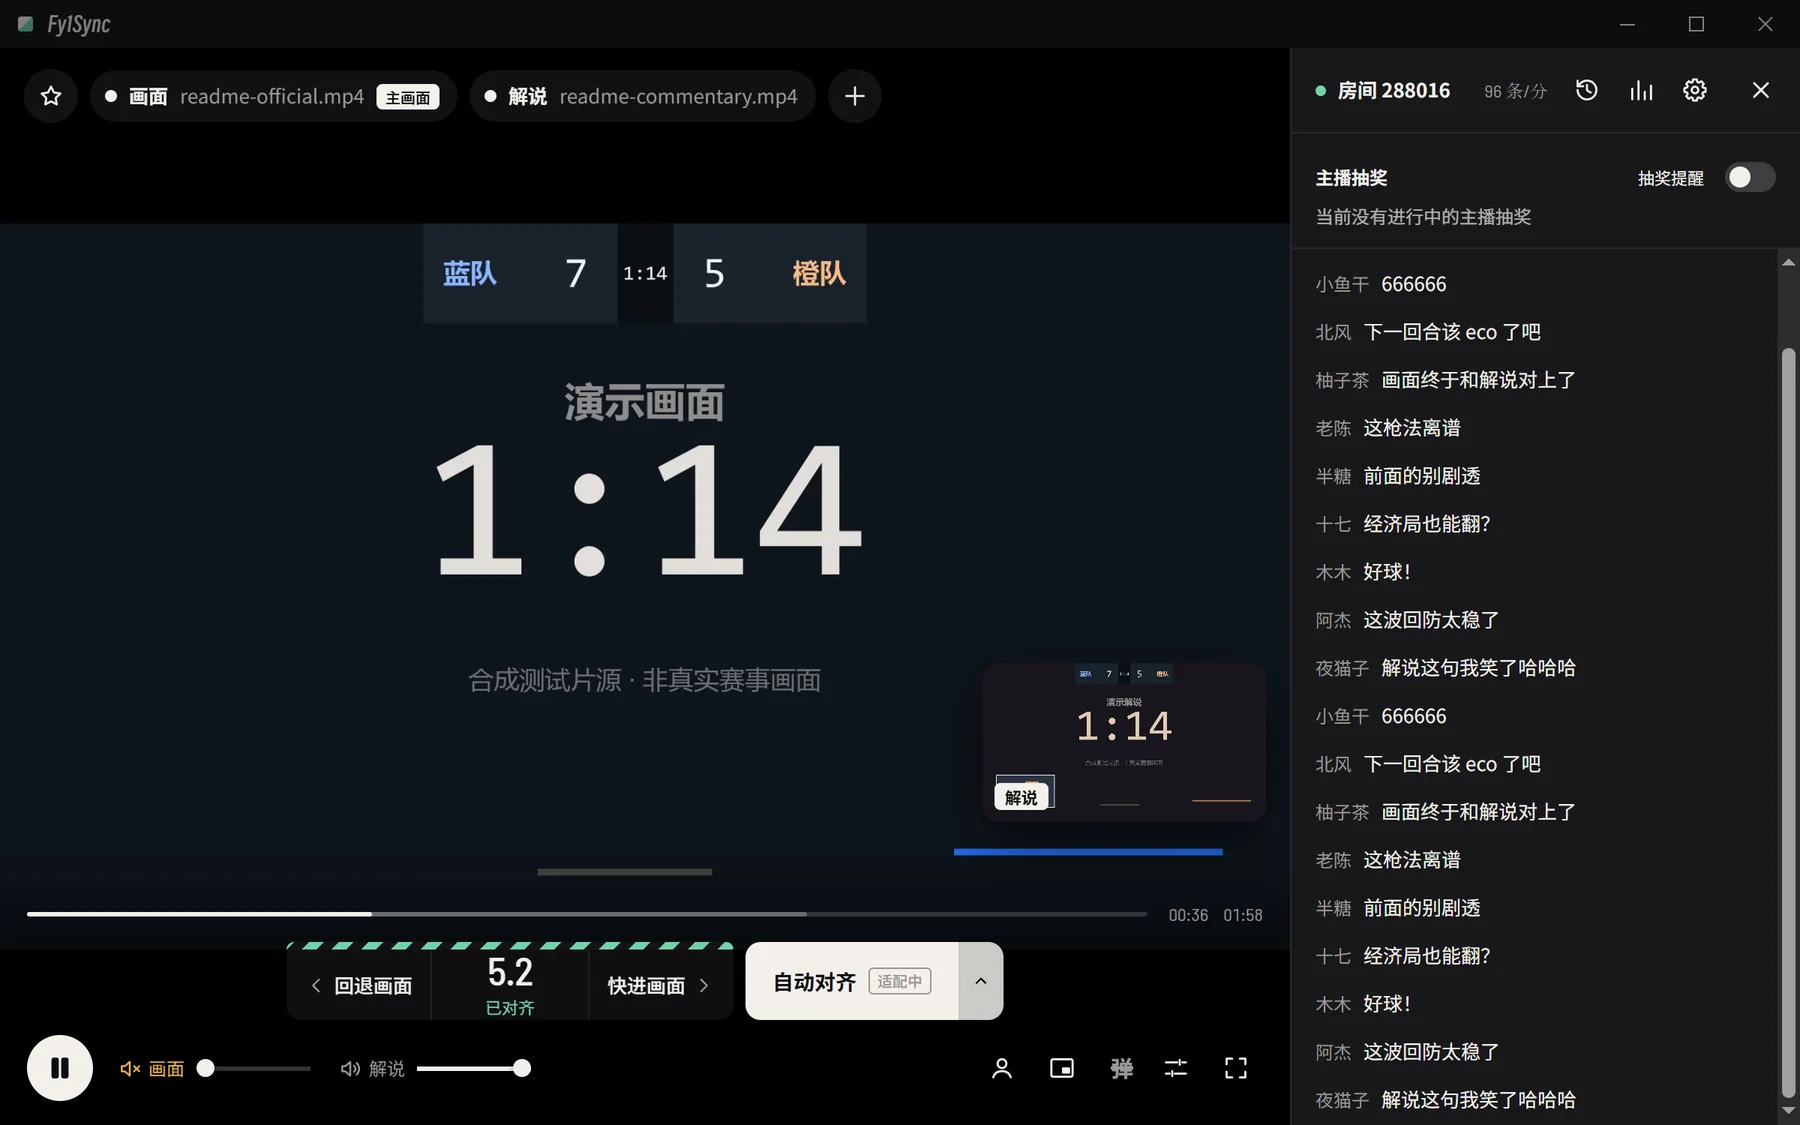 Fy1Sync
画面 readme-official.mp4 主画面
解说 readme-commentary.mp4
房间 288016 96 条/分
主播抽奖 抽奖提醒
当前没有进行中的主播抽奖
蓝队 7 1:14 5 橙队
演示画面
1:14
合成测试片源 · 非真实赛事画面
蓝队 7 5 橙队
演示解说
1:14
解说
00:36 01:58
回退画面
5.2
已对齐
快进画面
自动对齐 适配中
画面
解说
弹
小鱼干 666666
北风 下一回合该 eco 了吧
柚子茶 画面终于和解说对上了
老陈 这枪法离谱
半糖 前面的别剧透
十七 经济局也能翻？
木木 好球！
阿杰 这波回防太稳了
夜猫子 解说这句我笑了哈哈哈
小鱼干 666666
北风 下一回合该 eco 了吧
柚子茶 画面终于和解说对上了
老陈 这枪法离谱
半糖 前面的别剧透
十七 经济局也能翻？
木木 好球！
阿杰 这波回防太稳了
夜猫子 解说这句我笑了哈哈哈